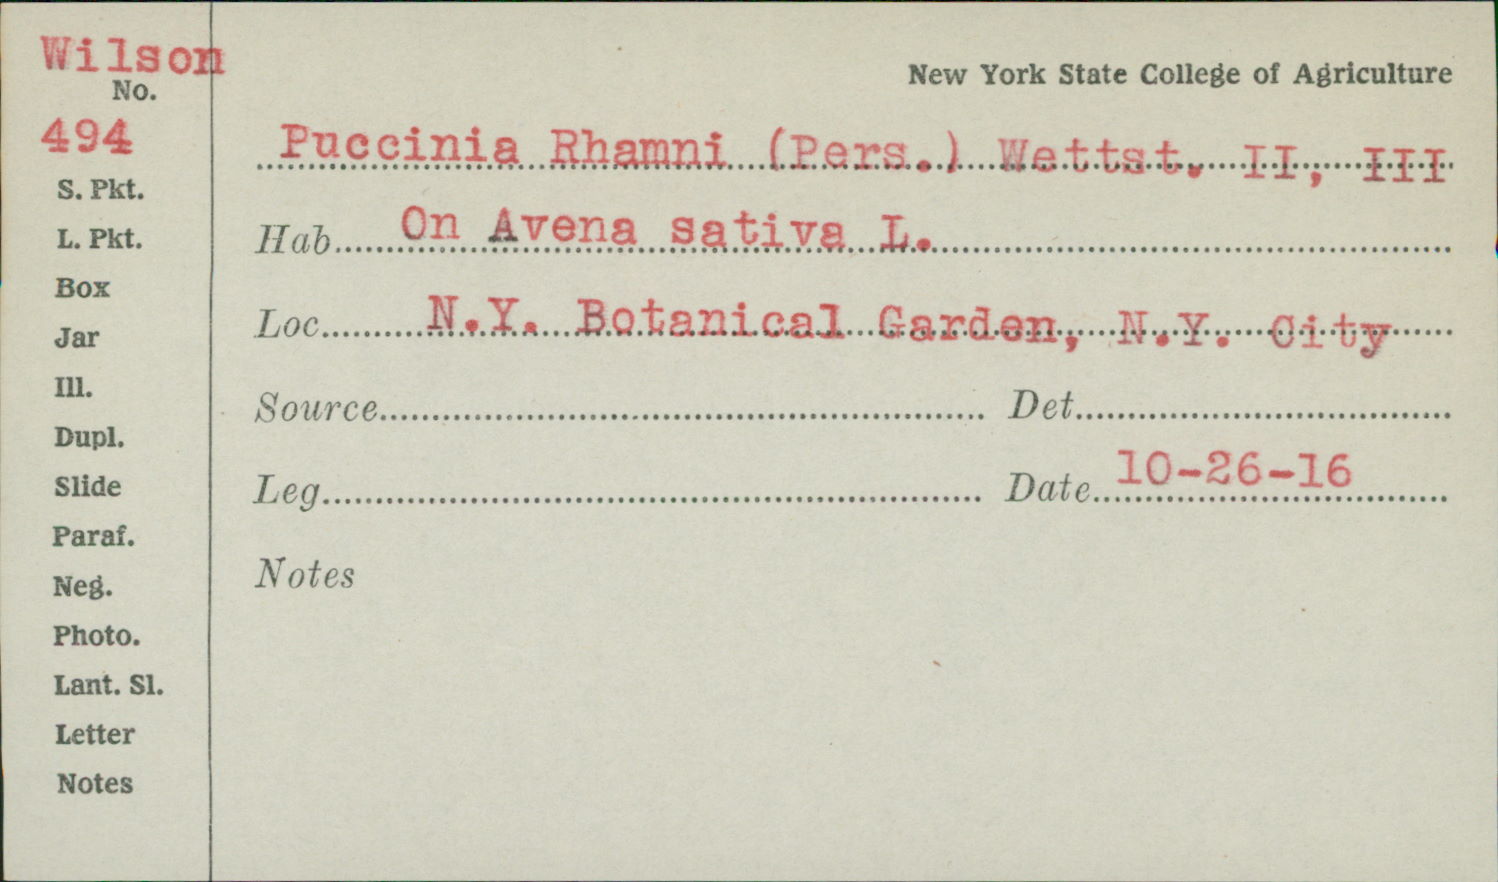 Wilson
No.
494
S. Pkt.
L. Pkt.
Box
Jar
Ill.
Dupl.
Slide
Paraf.
Neg.
Photo.
Lant. Sl.
Letter
Notes
New York State College of Agriculture
Puccinia Rhamni (Pers.) Wettst. II, III
Hab. On Avena sativa L.
Loc. N.Y. Botanical Garden, N.Y. City
Source Det.
Leg. Date 10-26-16
Notes